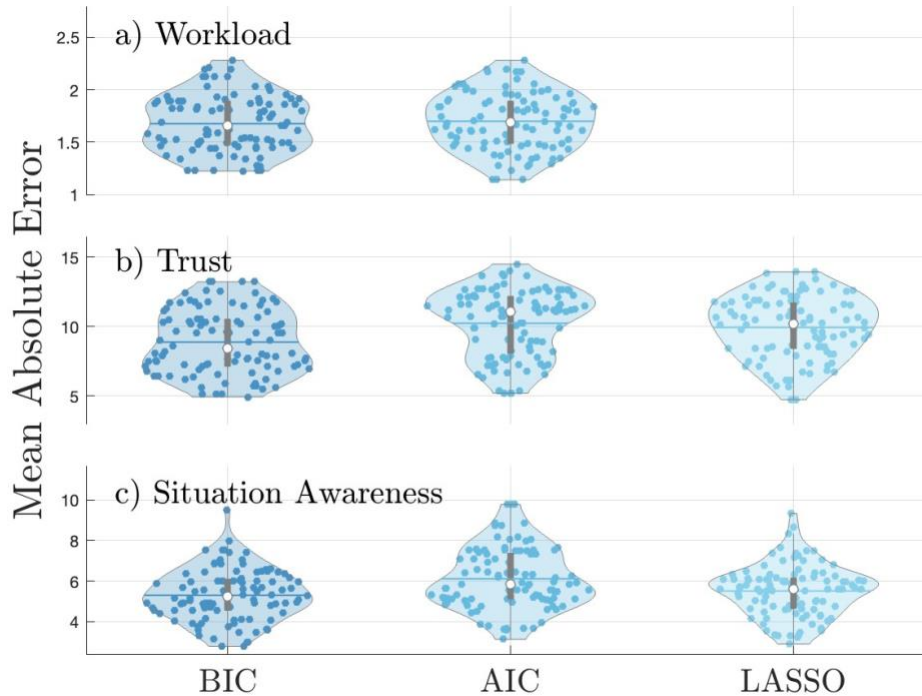 a) Workload
2.5
2
1.5
1
Mean Absolute Error
b) Trust
15
10
5
c) Situation Awareness
10
8
6
4
BIC AIC LASSO